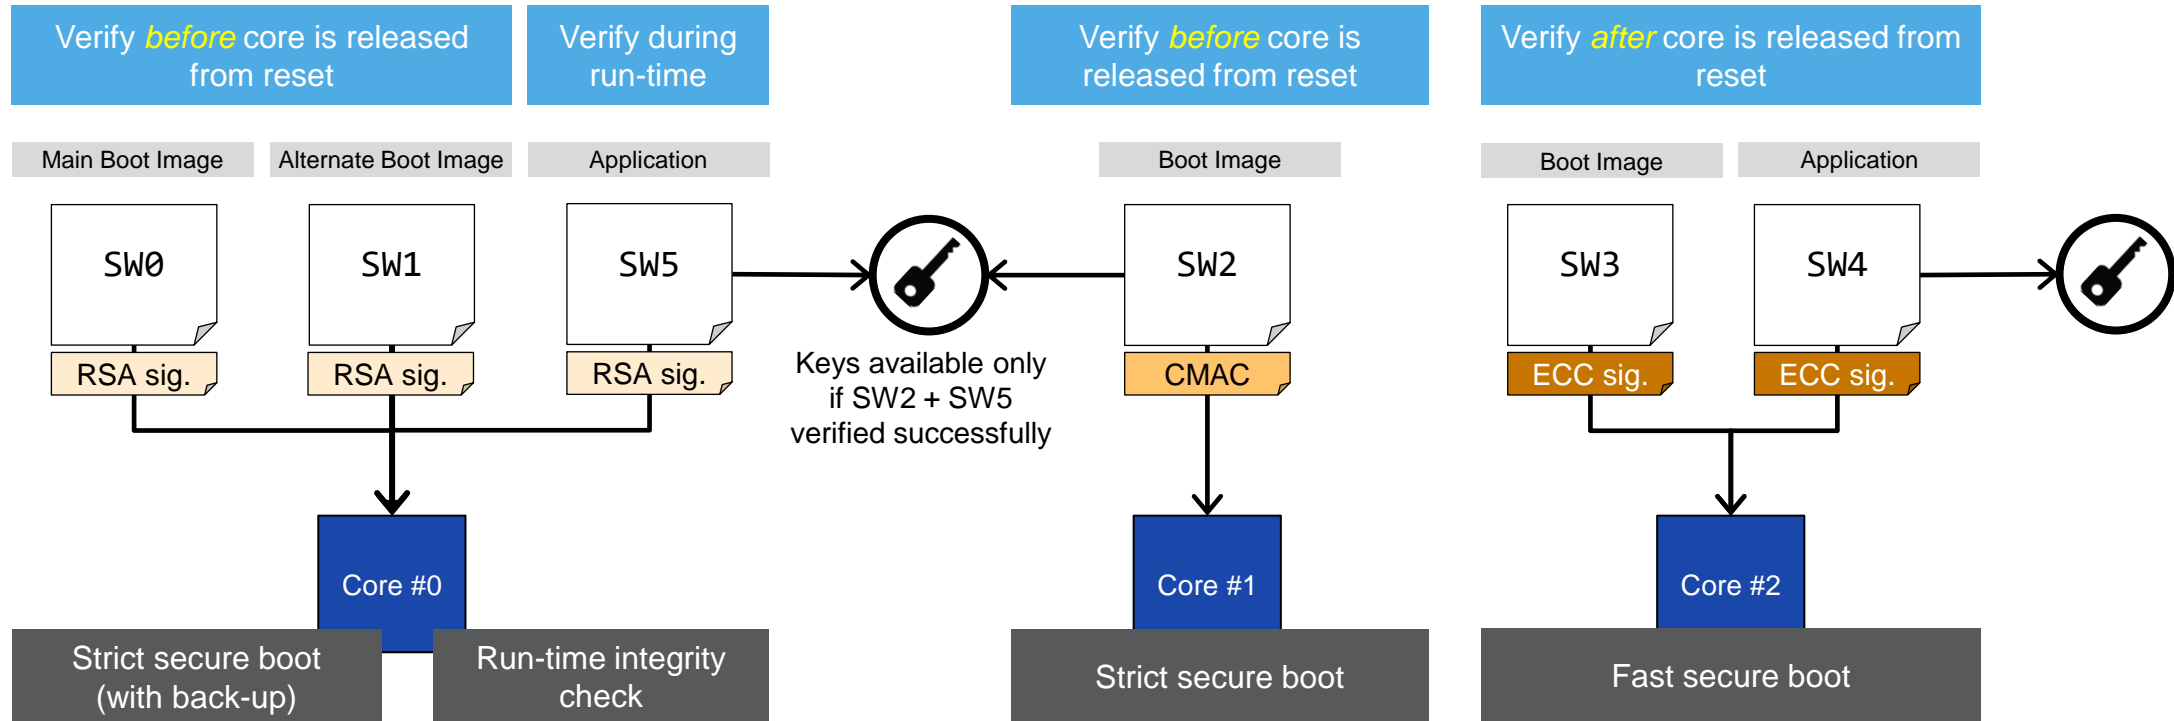 Verify before core is released
from reset
Verify during
run-time
Verify before core is
released from reset
Verify after core is released from
reset
Main Boot Image
Alternate Boot Image
Application
Boot Image
Boot Image
Application
SW0
SW1
SW5
SW2
SW3
SW4
RSA sig.
RSA sig.
RSA sig.
Keys available only
if SW2 + SW5
verified successfully
CMAC
ECC sig.
ECC sig.
Core #0
Core #1
Core #2
Strict secure boot
(with back-up)
Run-time integrity
check
Strict secure boot
Fast secure boot